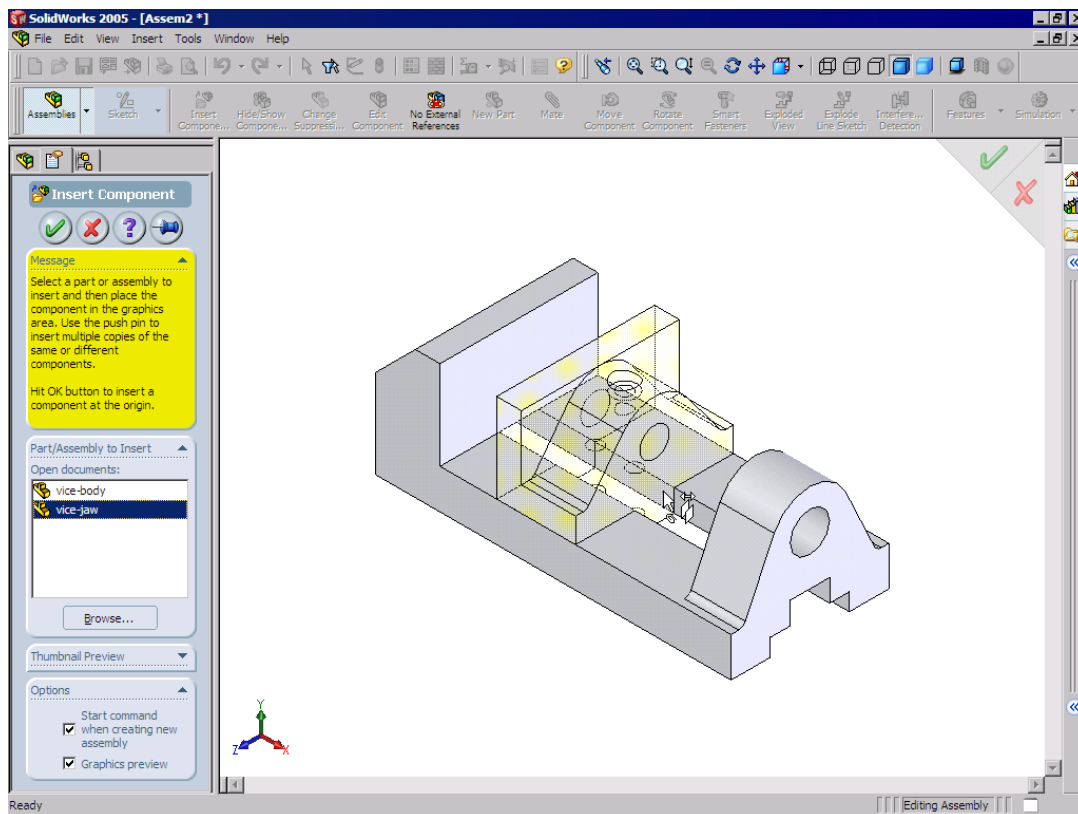 SolidWorks 2005 - [Assem2 *]
File Edit View Insert Tools Window Help
Assemblies
Sketch
Insert
Compone...
Hide/Show
Compone...
Change
Suppressi...
Edit
Component
No External
References
New Part
Mate
Move
Component
Rotate
Component
Smart
Fasteners
Exploded
View
Explode
Line Sketch
Interfere...
Detection
Features
Simulation
Insert Component
Message
Select a part or assembly to
insert and then place the
component in the graphics
area. Use the push pin to
insert multiple copies of the
same or different
components.
Hit OK button to insert a
component at the origin.
Part/Assembly to Insert
Open documents:
vice-body
vice-jaw
Browse...
Thumbnail Preview
Options
Start command
when creating new
assembly
Graphics preview
Y
Z
X
Ready
Editing Assembly